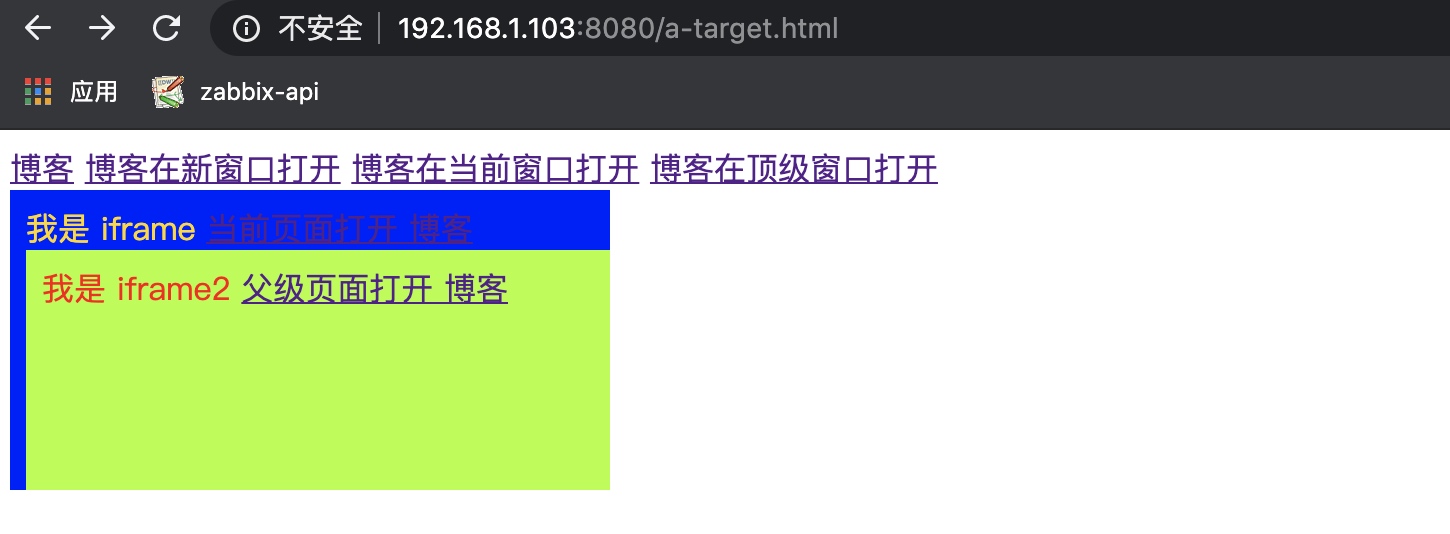 不安全 192.168.1.103:8080/a-target.html
应用 zabbix-api
博客 博客在新窗口打开 博客在当前窗口打开 博客在顶级窗口打开
我是 iframe 当前页面打开 博客
我是 iframe2 父级页面打开 博客